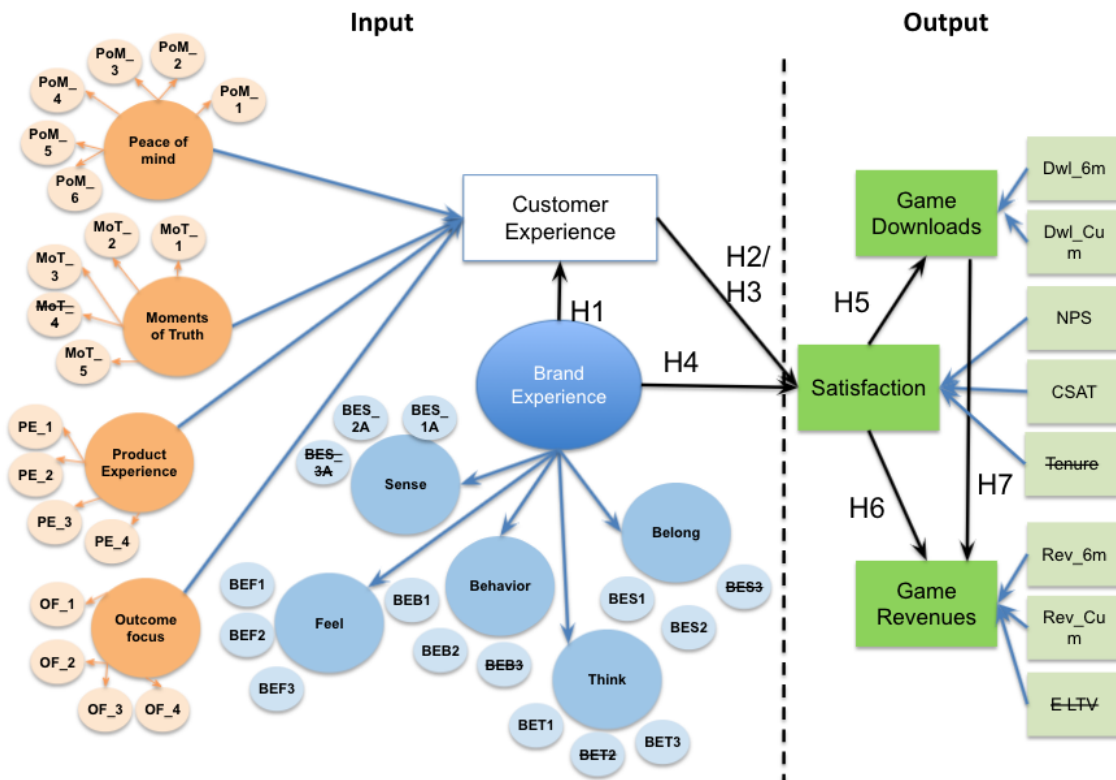 Input
Output
PoM_
3
PoM_
2
PoM_
4
PoM_
1
PoM_
5
PoM_
6
Peace of
mind
MoT_
2
MoT_
1
MoT_
3
MoT_
4
MoT_
5
Moments
of Truth
PE_1
PE_2
PE_3
PE_4
Product
Experience
OF_1
OF_2
OF_3
OF_4
Outcome
focus
Customer
Experience
H1
H2/
H3
H4
Brand
Experience
BES_
2A
BES_
1A
BES_
3A
Sense
BEF1
BEF2
BEF3
Feel
BEB1
BEB2
BEB3
Behavior
BET1
BET2
BET3
Think
Belong
BES1
BES2
BES3
Game
Downloads
H5
Satisfaction
H6
H7
Game
Revenues
Dwl_6m
Dwl_Cu
m
NPS
CSAT
Tenure
Rev_6m
Rev_Cu
m
E LTV